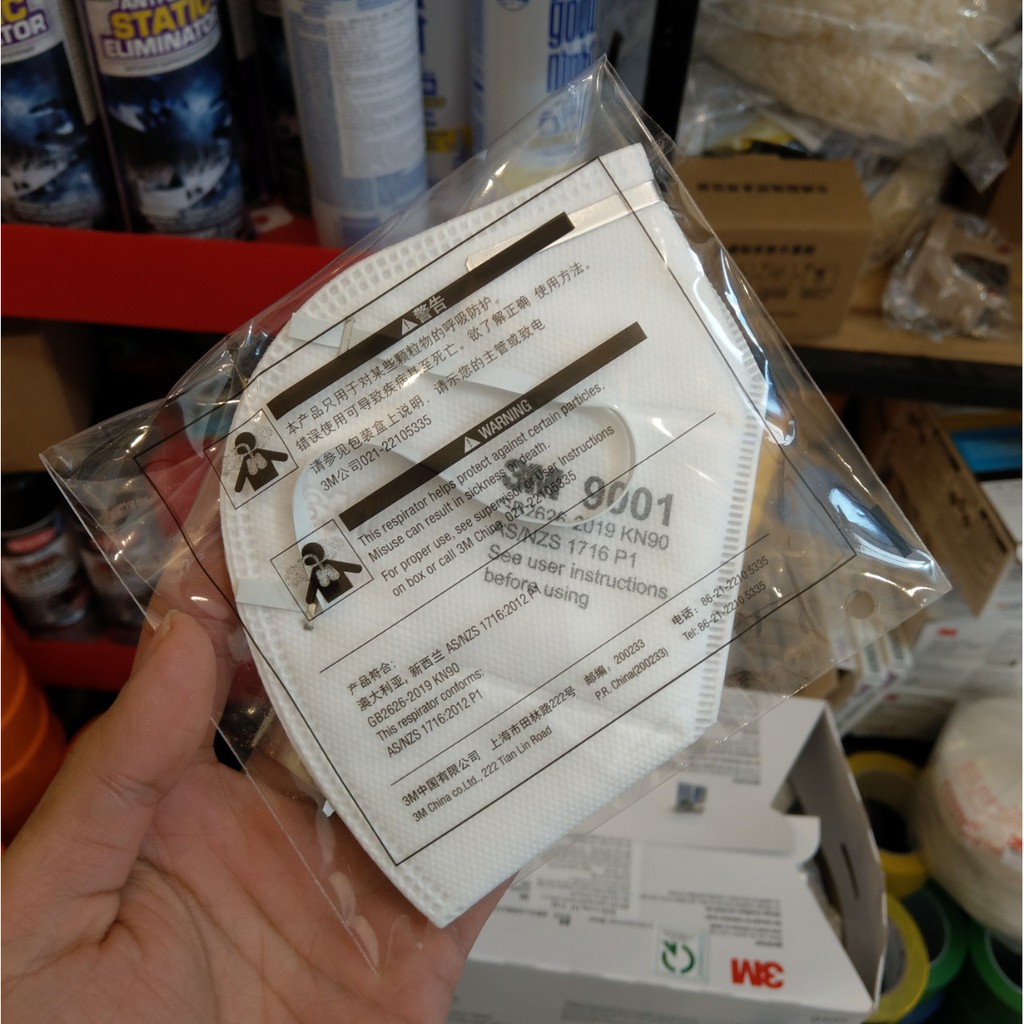 STATIC
ELIMINATOR
警告
本产品只用于对某些颗粒物的呼吸防护。
错误使用可导致疾病甚至死亡。欲了解正确 使用方法。
请参见包装盒上说明，请示您的主管或致电
3M公司021-22105335
WARNING
This respirator helps protect against certain particles.
Misuse can result in sickness or death.
For proper use, see supervisor or User Instructions
on box or call 3M China 021-22105335
3M 9001
GB2626-2019 KN90
AS/NZS 1716 P1
See user instructions
before using
产品符合：
澳大利亚, 新西兰 AS/NZS 1716:2012 P1
GB2626-2019 KN90
This respirator conforms:
AS/NZS 1716:2012 P1
3M中国有限公司 上海市田林路222号 邮编：200233 电话：86-21-2210 5335
3M China co.Ltd., 222 Tian Lin Road P.R. China(200233) Tel: 86-21-2210 5335
3M